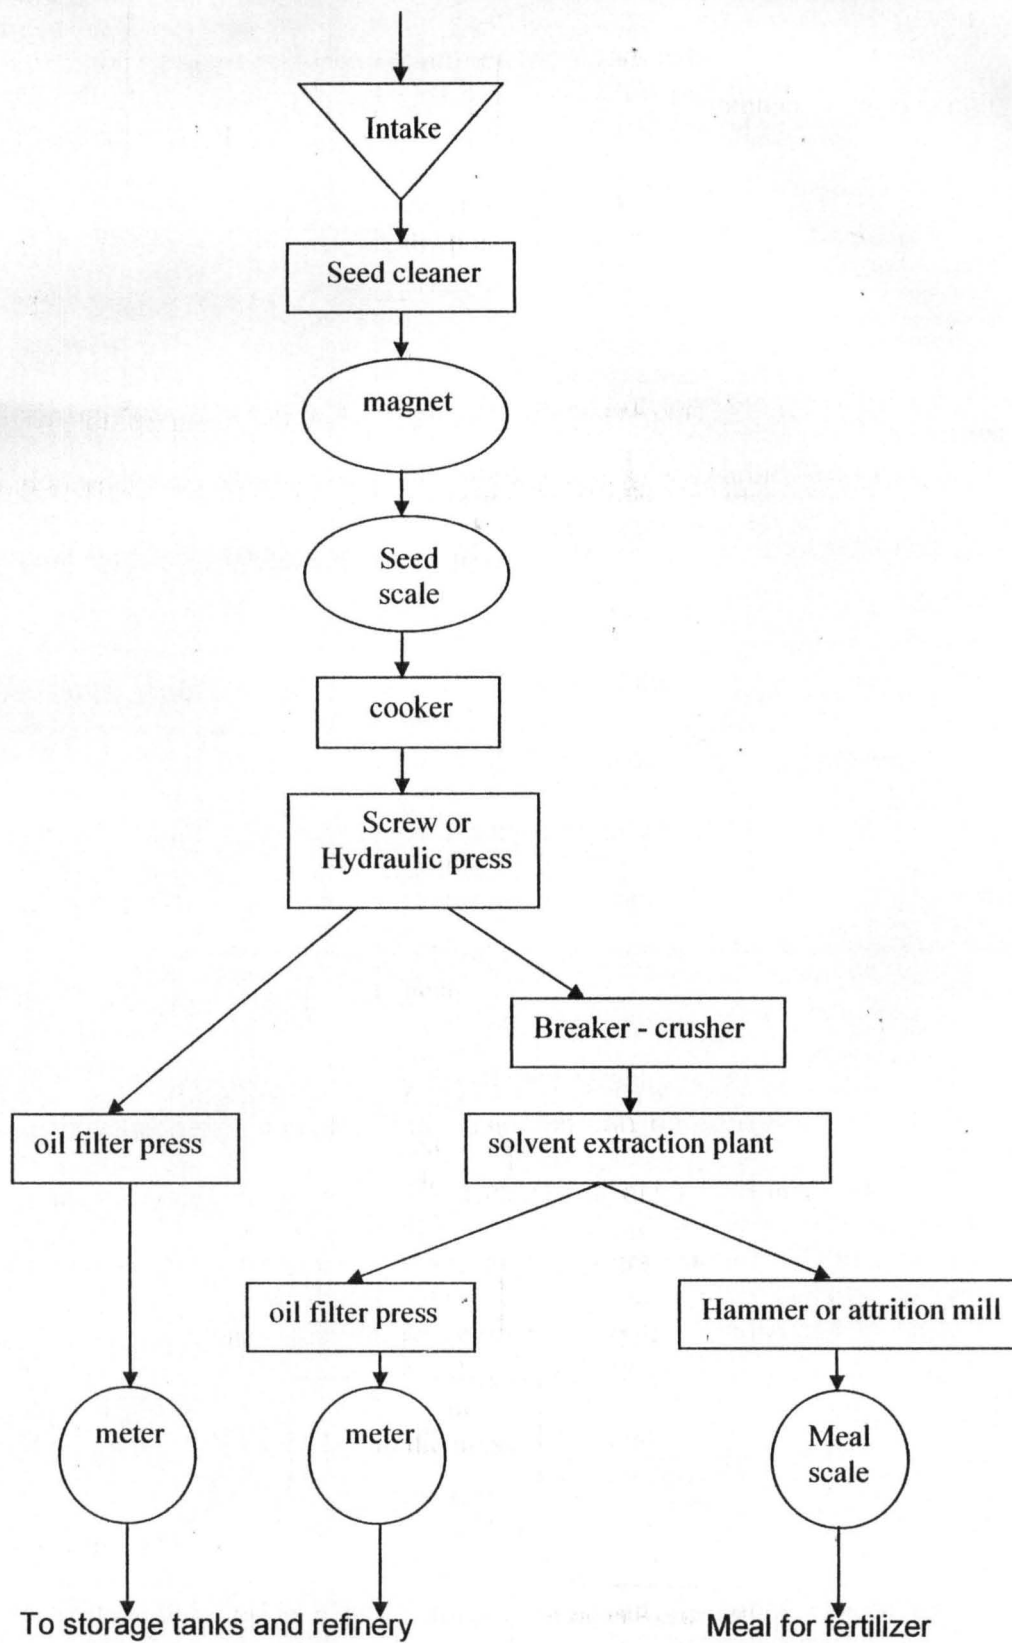 Intake
Seed cleaner
magnet
Seed
scale
cooker
Screw or
Hydraulic press
Breaker - crusher
oil filter press
solvent extraction plant
oil filter press
Hammer or attrition mill
meter
meter
Meal
scale
To storage tanks and refinery
Meal for fertilizer